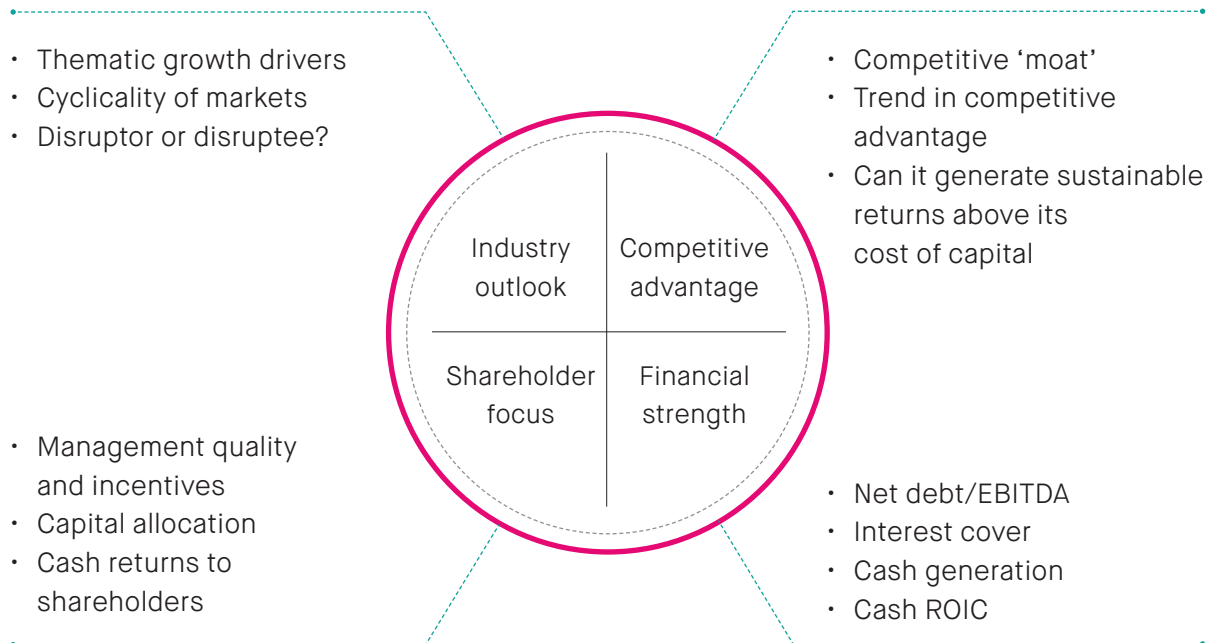 • Thematic growth drivers
• Cyclicality of markets
• Disruptor or disruptee?
• Competitive ‘moat’
• Trend in competitive
advantage
• Can it generate sustainable
returns above its
cost of capital
Industry
outlook
Competitive
advantage
Shareholder
focus
Financial
strength
• Management quality
and incentives
• Capital allocation
• Cash returns to
shareholders
• Net debt/EBITDA
• Interest cover
• Cash generation
• Cash ROIC